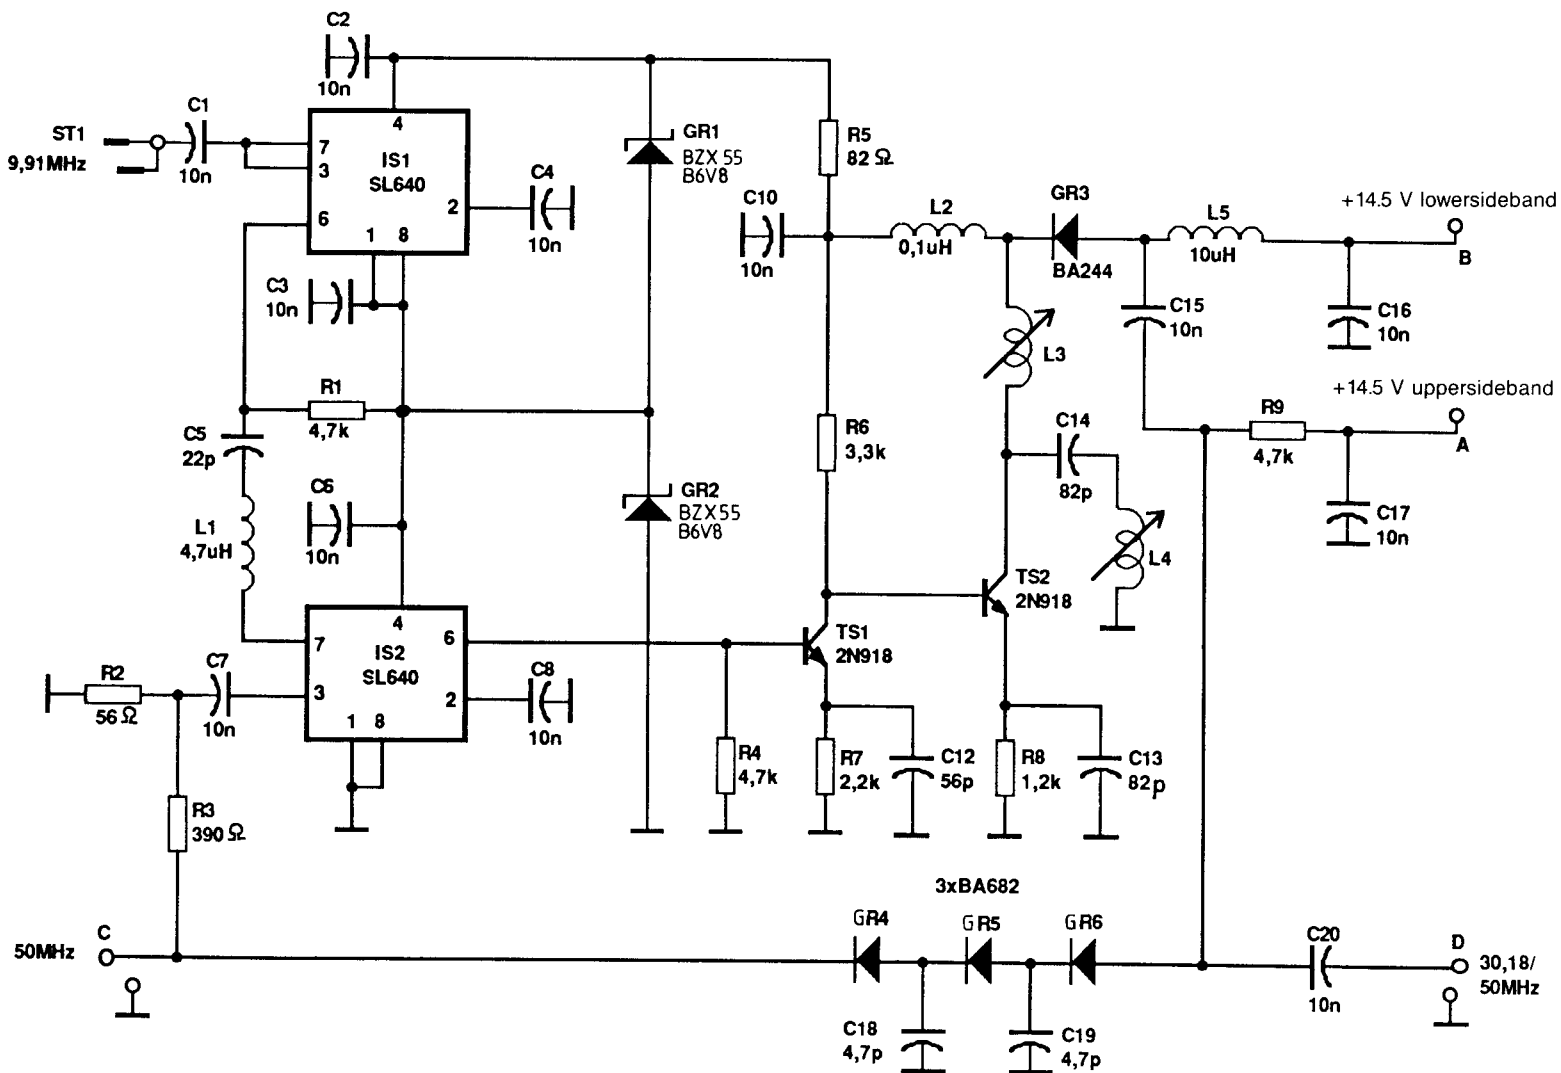 C2
10n
ST1
9,91MHz
C1
10n
4
7
3
6
IS1
SL640
2
1 8
C4
10n
C3
10n
GR1
BZX 55
B6V8
R5
82 Ω
C10
10n
L2
0,1uH
GR3
BA244
L5
10uH
+14.5 V lowersideband
B
C15
10n
C16
10n
L3
+14.5 V uppersideband
A
R9
4,7k
C17
10n
R1
4,7k
C5
22p
L1
4,7uH
C6
10n
GR2
BZX55
B6V8
R6
3,3k
C14
82p
L4
TS2
2N918
TS1
2N918
4
7
3
6
IS2
SL640
2
1 8
R2
56 Ω
C7
10n
C8
10n
R3
390 Ω
R4
4,7k
R7
2,2k
C12
56p
R8
1,2k
C13
82p
3xBA682
GR4
GR5
GR6
50MHz
C
C18
4,7p
C19
4,7p
C20
10n
D
30,18/
50MHz